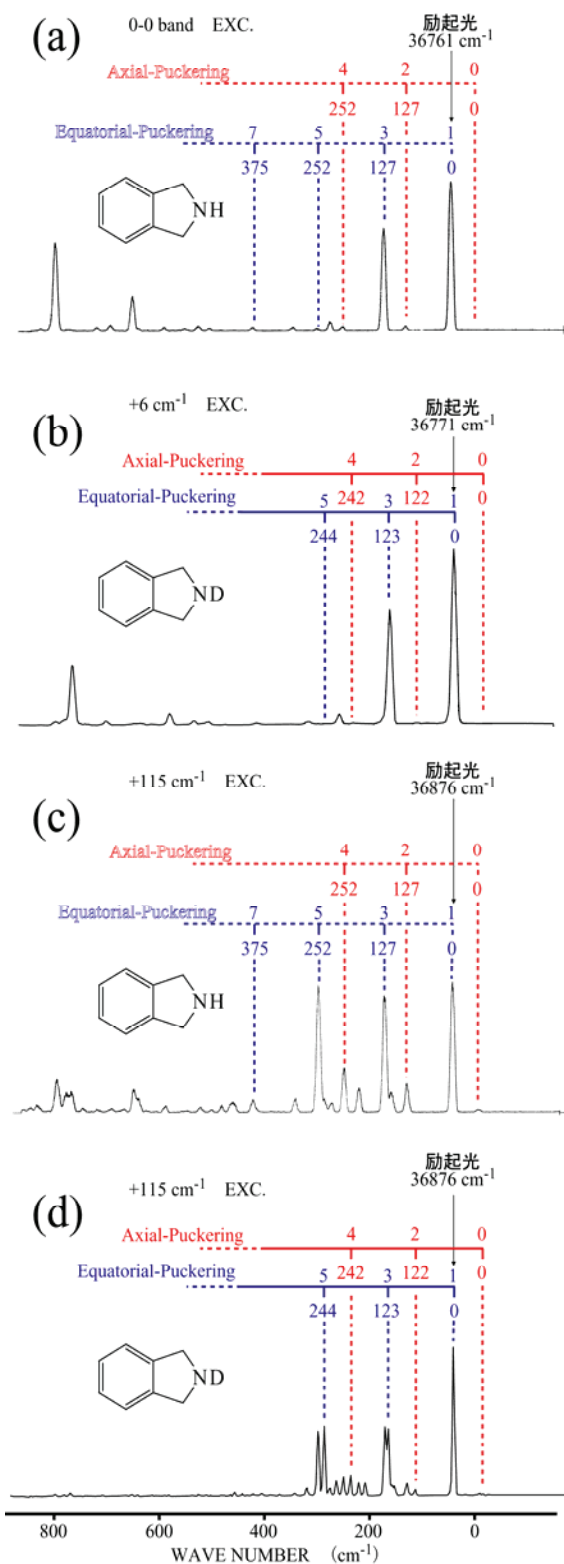 (a)
0-0 band EXC.
励起光
36761 cm-1
Axial-Puckering 4 2 0
252 127 0
Equatorial-Puckering 7 5 3 1
375 252 127 0
NH
(b)
+6 cm-1 EXC.
励起光
36771 cm-1
Axial-Puckering 4 2 0
Equatorial-Puckering 5 242 3 122 1 0
244 123 0
ND
(c)
+115 cm-1 EXC.
励起光
36876 cm-1
Axial-Puckering 4 2 0
252 127 0
Equatorial-Puckering 7 5 3 1
375 252 127 0
NH
(d)
+115 cm-1 EXC.
励起光
36876 cm-1
Axial-Puckering 4 2 0
Equatorial-Puckering 5 242 3 122 1 0
244 123 0
ND
800 600 400 200 0
WAVE NUMBER (cm-1)